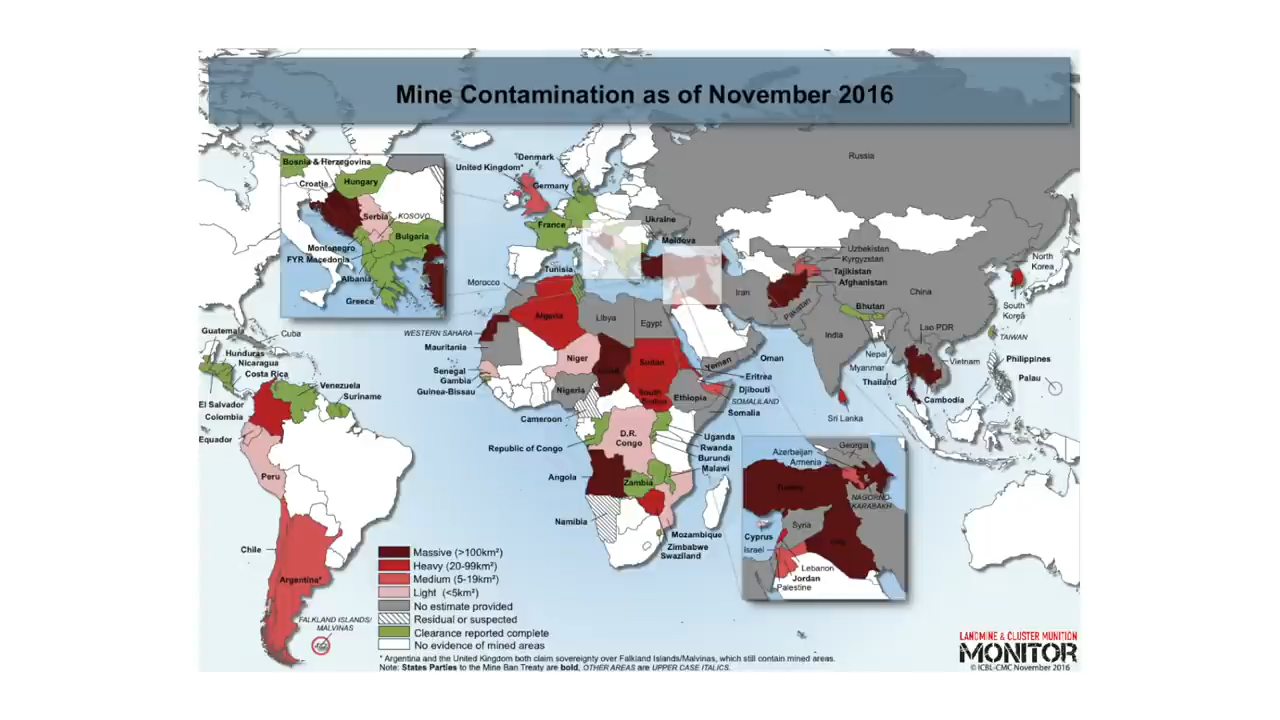 Mine Contamination as of November 2016
Bosnia & Herzegovina
Croatia
Hungary
Serbia
KOSOVO
Bulgaria
Montenegro
FYR Macedonia
Albania
Greece
Denmark
United Kingdom*
Germany
France
Ukraine
Moldova
Russia
Tunisia
Morocco
Algeria
Libya
Egypt
WESTERN SAHARA
Mauritania
Niger
Chad
Sudan
Senegal
Gambia
Guinea-Bissau
Nigeria
South
Sudan
Ethiopia
Cameroon
Republic of Congo
D.R.
Congo
Angola
Zambia
Namibia
Uganda
Rwanda
Burundi
Malawi
Mozambique
Zimbabwe
Swaziland
Yemen
Oman
Eritrea
Djibouti
SOMALILAND
Somalia
Iran
Uzbekistan
Kyrgyzstan
Tajikistan
Afghanistan
Pakistan
China
Bhutan
India
Nepal
Myanmar
Thailand
Lao PDR
Vietnam
Cambodia
Sri Lanka
North
Korea
South
Korea
TAIWAN
Philippines
Palau
Guatemala
Cuba
Hunduras
Nicaragua
Costa Rica
Venezuela
Suriname
El Salvador
Colombia
Equador
Peru
Chile
Argentina*
FALKLAND ISLANDS/
MALVINAS
Georgia
Azerbaijan
Armenia
Turkey
NAGORNO-
KARABAKH
Syria
Iraq
Cyprus
Israel
Lebanon
Jordan
Palestine
Massive (>100km²)
Heavy (20-99km²)
Medium (5-19km²)
Light (<5km²)
No estimate provided
Residual or suspected
Clearance reported complete
No evidence of mined areas
* Argentina and the United Kingdom both claim sovereignty over Falkland Islands/Malvinas, which still contain mined areas.
Note: States Parties to the Mine Ban Treaty are bold, OTHER AREAS are UPPER CASE ITALICS.
LANDMINE & CLUSTER MUNITION
MONITOR
© ICBL-CMC November 2016